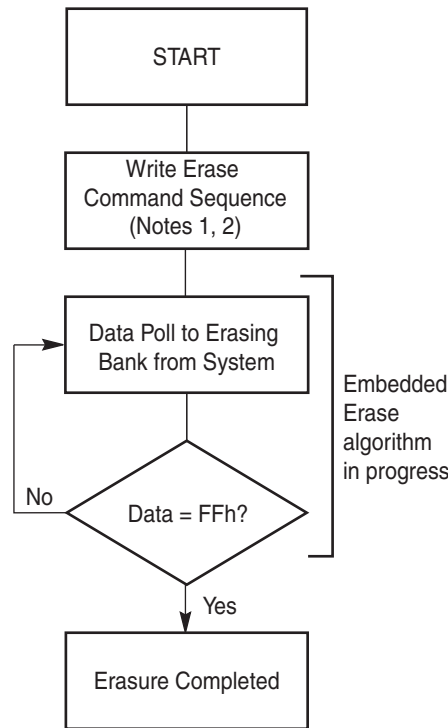 START
Write Erase
Command Sequence
(Notes 1, 2)
Data Poll to Erasing
Bank from System
Embedded
Erase
algorithm
in progress
No
Data = FFh?
Yes
Erasure Completed